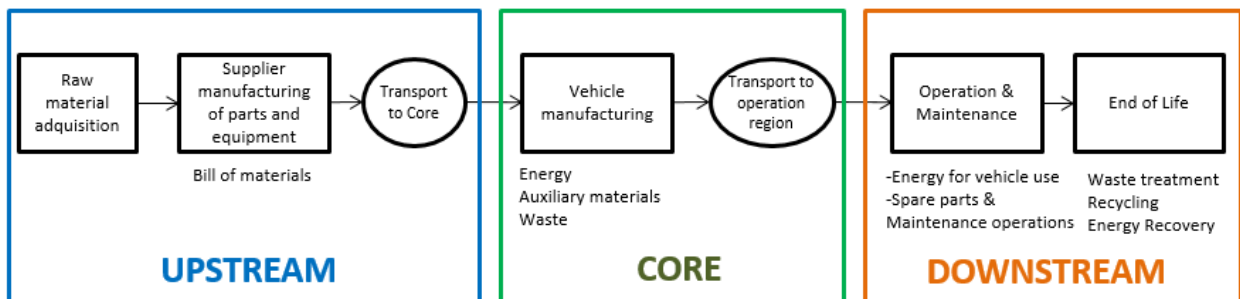 Raw
material
adquisition
Supplier
manufacturing
of parts and
equipment
Bill of materials
Transport
to Core
UPSTREAM
Vehicle
manufacturing
Energy
Auxiliary materials
Waste
Transport to
operation
region
CORE
Operation &
Maintenance
-Energy for vehicle use
-Spare parts &
Maintenance operations
End of Life
Waste treatment
Recycling
Energy Recovery
DOWNSTREAM